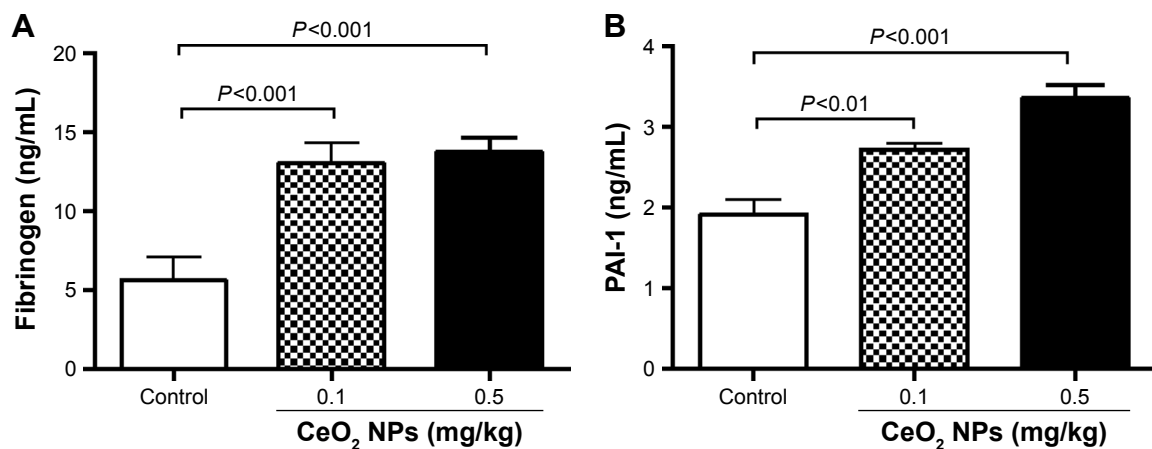 A
Fibrinogen (ng/mL)
20
15
10
5
0
P<0.001
P<0.001
Control
0.1
0.5
CeO2 NPs (mg/kg)
B
PAI-1 (ng/mL)
4
3
2
1
0
P<0.001
P<0.01
Control
0.1
0.5
CeO2 NPs (mg/kg)